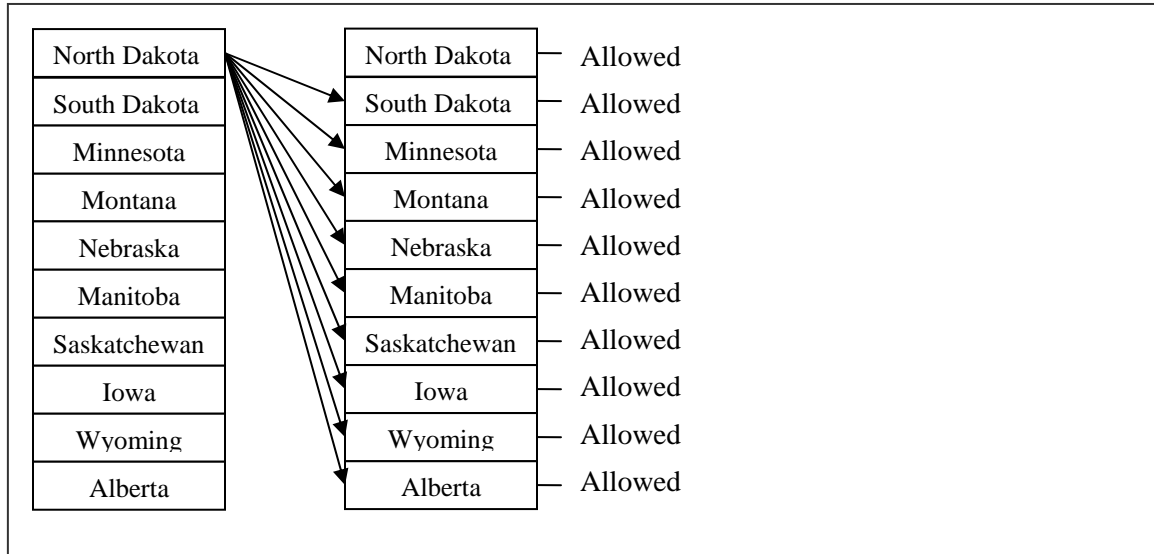 North Dakota North Dakota Allowed
South Dakota South Dakota Allowed
Minnesota Minnesota Allowed
Montana Montana Allowed
Nebraska Nebraska Allowed
Manitoba Manitoba Allowed
Saskatchewan Saskatchewan Allowed
Iowa Iowa Allowed
Wyoming Wyoming Allowed
Alberta Alberta Allowed